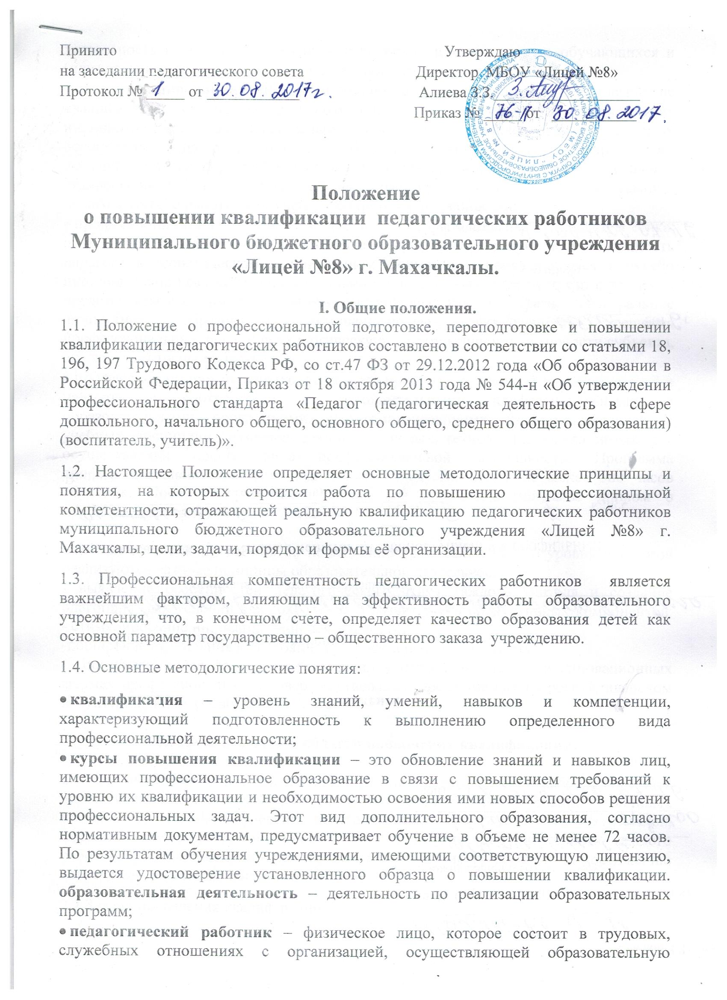 Принято
на заседании педагогического совета
Протокол № 1 от 30.08.2017г.
Утверждаю
Директор МБОУ «Лицей №8»
Алиева З.З.
Приказ № 76-П от 30.08.2017.
Положение
о повышении квалификации педагогических работников
Муниципального бюджетного образовательного учреждения
«Лицей №8» г. Махачкалы.
I. Общие положения.
1.1. Положение о профессиональной подготовке, переподготовке и повышении
квалификации педагогических работников составлено в соответствии со статьями 18,
196, 197 Трудового Кодекса РФ, со ст.47 ФЗ от 29.12.2012 года «Об образовании в
Российской Федерации, Приказ от 18 октября 2013 года № 544-н «Об утверждении
профессионального стандарта «Педагог (педагогическая деятельность в сфере
дошкольного, начального общего, основного общего, среднего общего образования)
(воспитатель, учитель)».
1.2. Настоящее Положение определяет основные методологические принципы и
понятия, на которых строится работа по повышению профессиональной
компетентности, отражающей реальную квалификацию педагогических работников
муниципального бюджетного образовательного учреждения «Лицей №8» г.
Махачкалы, цели, задачи, порядок и формы её организации.
1.3. Профессиональная компетентность педагогических работников является
важнейшим фактором, влияющим на эффективность работы образовательного
учреждения, что, в конечном счёте, определяет качество образования детей как
основной параметр государственно – общественного заказа учреждению.
1.4. Основные методологические понятия:
• квалификация – уровень знаний, умений, навыков и компетенции,
характеризующий подготовленность к выполнению определенного вида
профессиональной деятельности;
• курсы повышения квалификации – это обновление знаний и навыков лиц,
имеющих профессиональное образование в связи с повышением требований к
уровню их квалификации и необходимостью освоения ими новых способов решения
профессиональных задач. Этот вид дополнительного образования, согласно
нормативным документам, предусматривает обучение в объеме не менее 72 часов.
По результатам обучения учреждениями, имеющими соответствующую лицензию,
выдается удостоверение установленного образца о повышении квалификации.
образовательная деятельность – деятельность по реализации образовательных
программ;
• педагогический работник – физическое лицо, которое состоит в трудовых,
служебных отношениях с организацией, осуществляющей образовательную